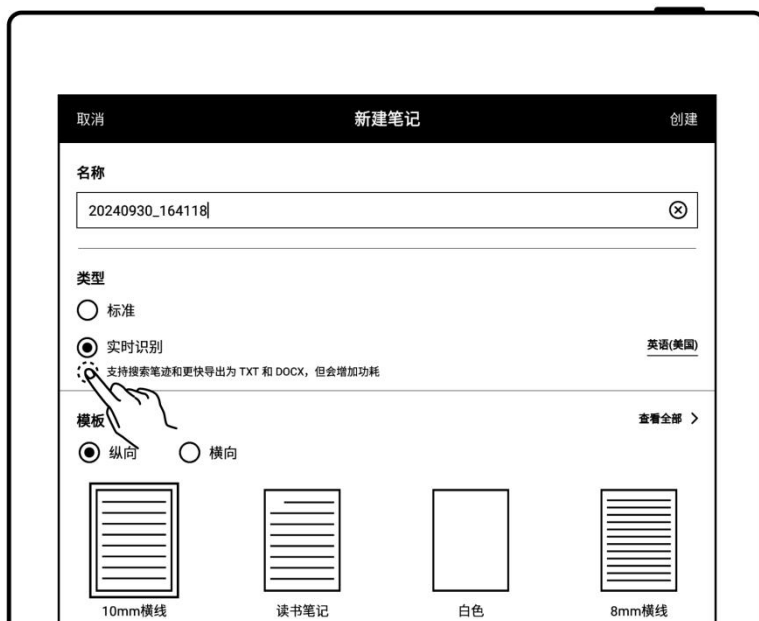 取消 新建笔记 创建
名称
20240930_164118
类型
标准
实时识别 英语(美国)
支持搜索笔迹和更快导出为 TXT 和 DOCX，但会增加功耗
模板 查看全部
纵向 横向
10mm横线 读书笔记 白色 8mm横线